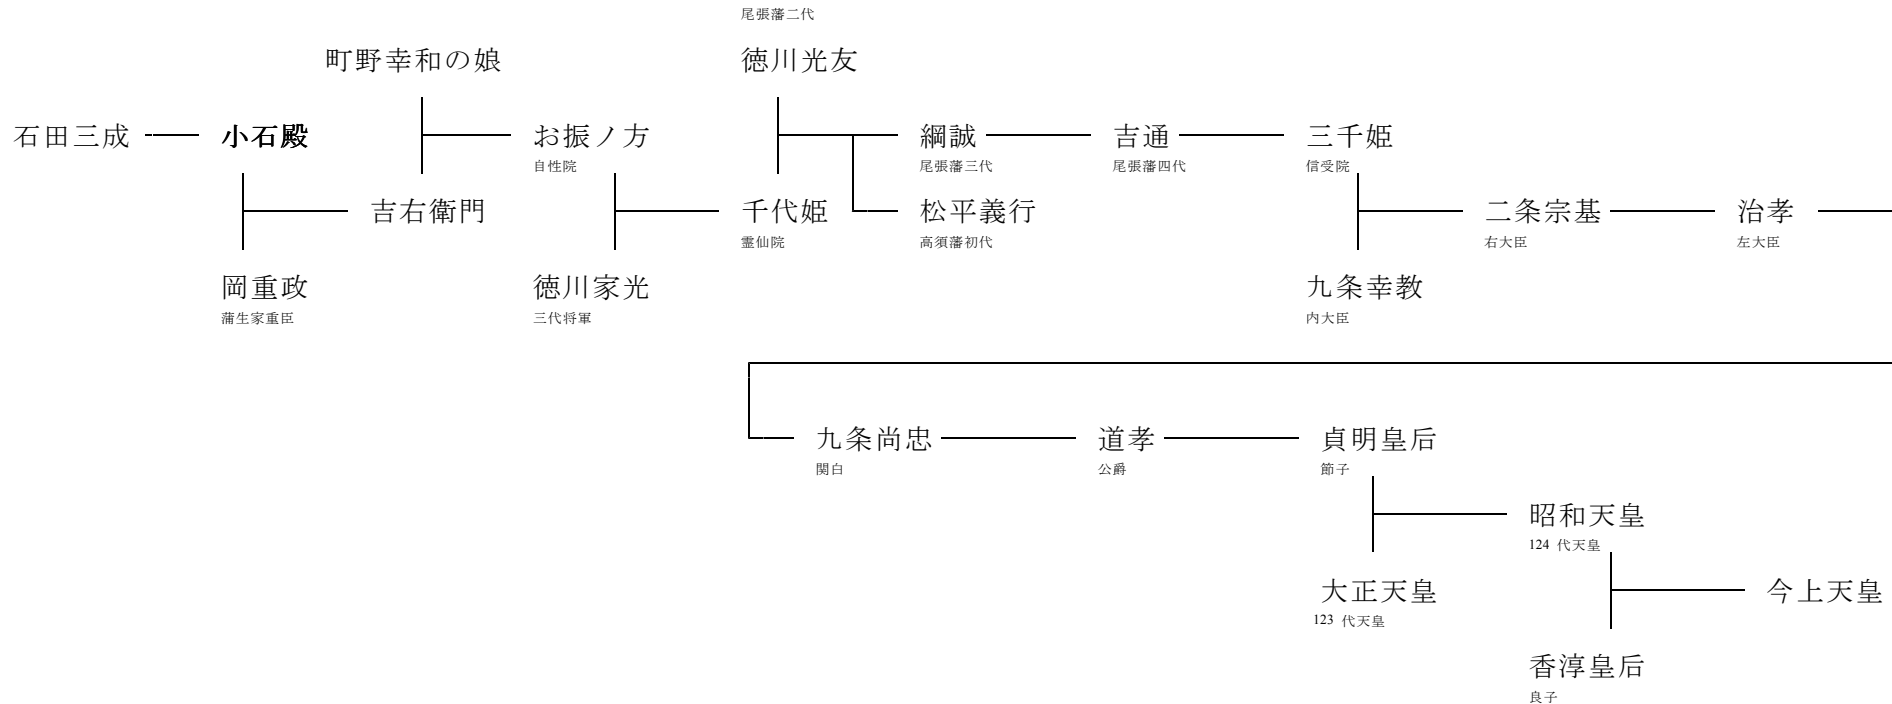 尾張藩二代
町野幸和の娘
徳川光友
石田三成
小石殿
お振ノ方
自性院
綱誠
尾張藩三代
吉通
尾張藩四代
三千姫
信受院
吉右衛門
千代姫
霊仙院
松平義行
高須藩初代
二条宗基
右大臣
治孝
左大臣
岡重政
蒲生家重臣
徳川家光
三代将軍
九条幸教
内大臣
九条尚忠
関白
道孝
公爵
貞明皇后
節子
昭和天皇
124 代天皇
大正天皇
123 代天皇
今上天皇
香淳皇后
良子